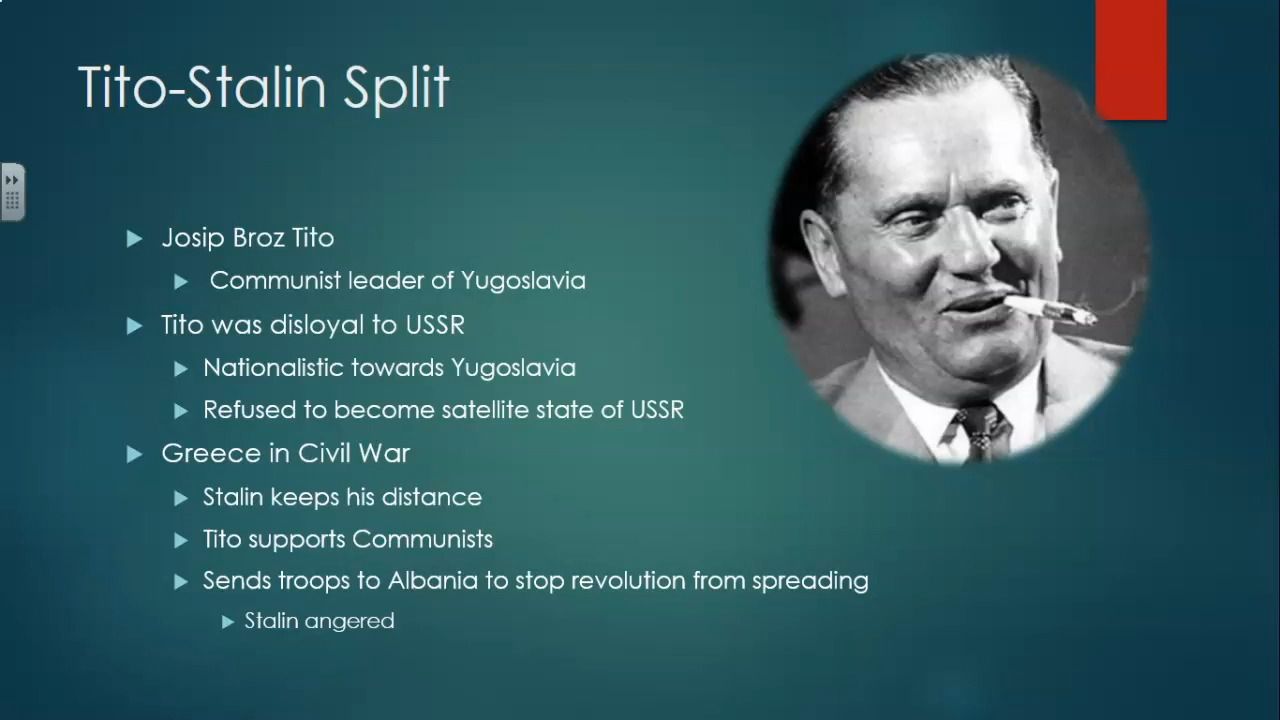 Tito-Stalin Split
Josip Broz Tito
Communist leader of Yugoslavia
Tito was disloyal to USSR
Nationalistic towards Yugoslavia
Refused to become satellite state of USSR
Greece in Civil War
Stalin keeps his distance
Tito supports Communists
Sends troops to Albania to stop revolution from spreading
Stalin angered